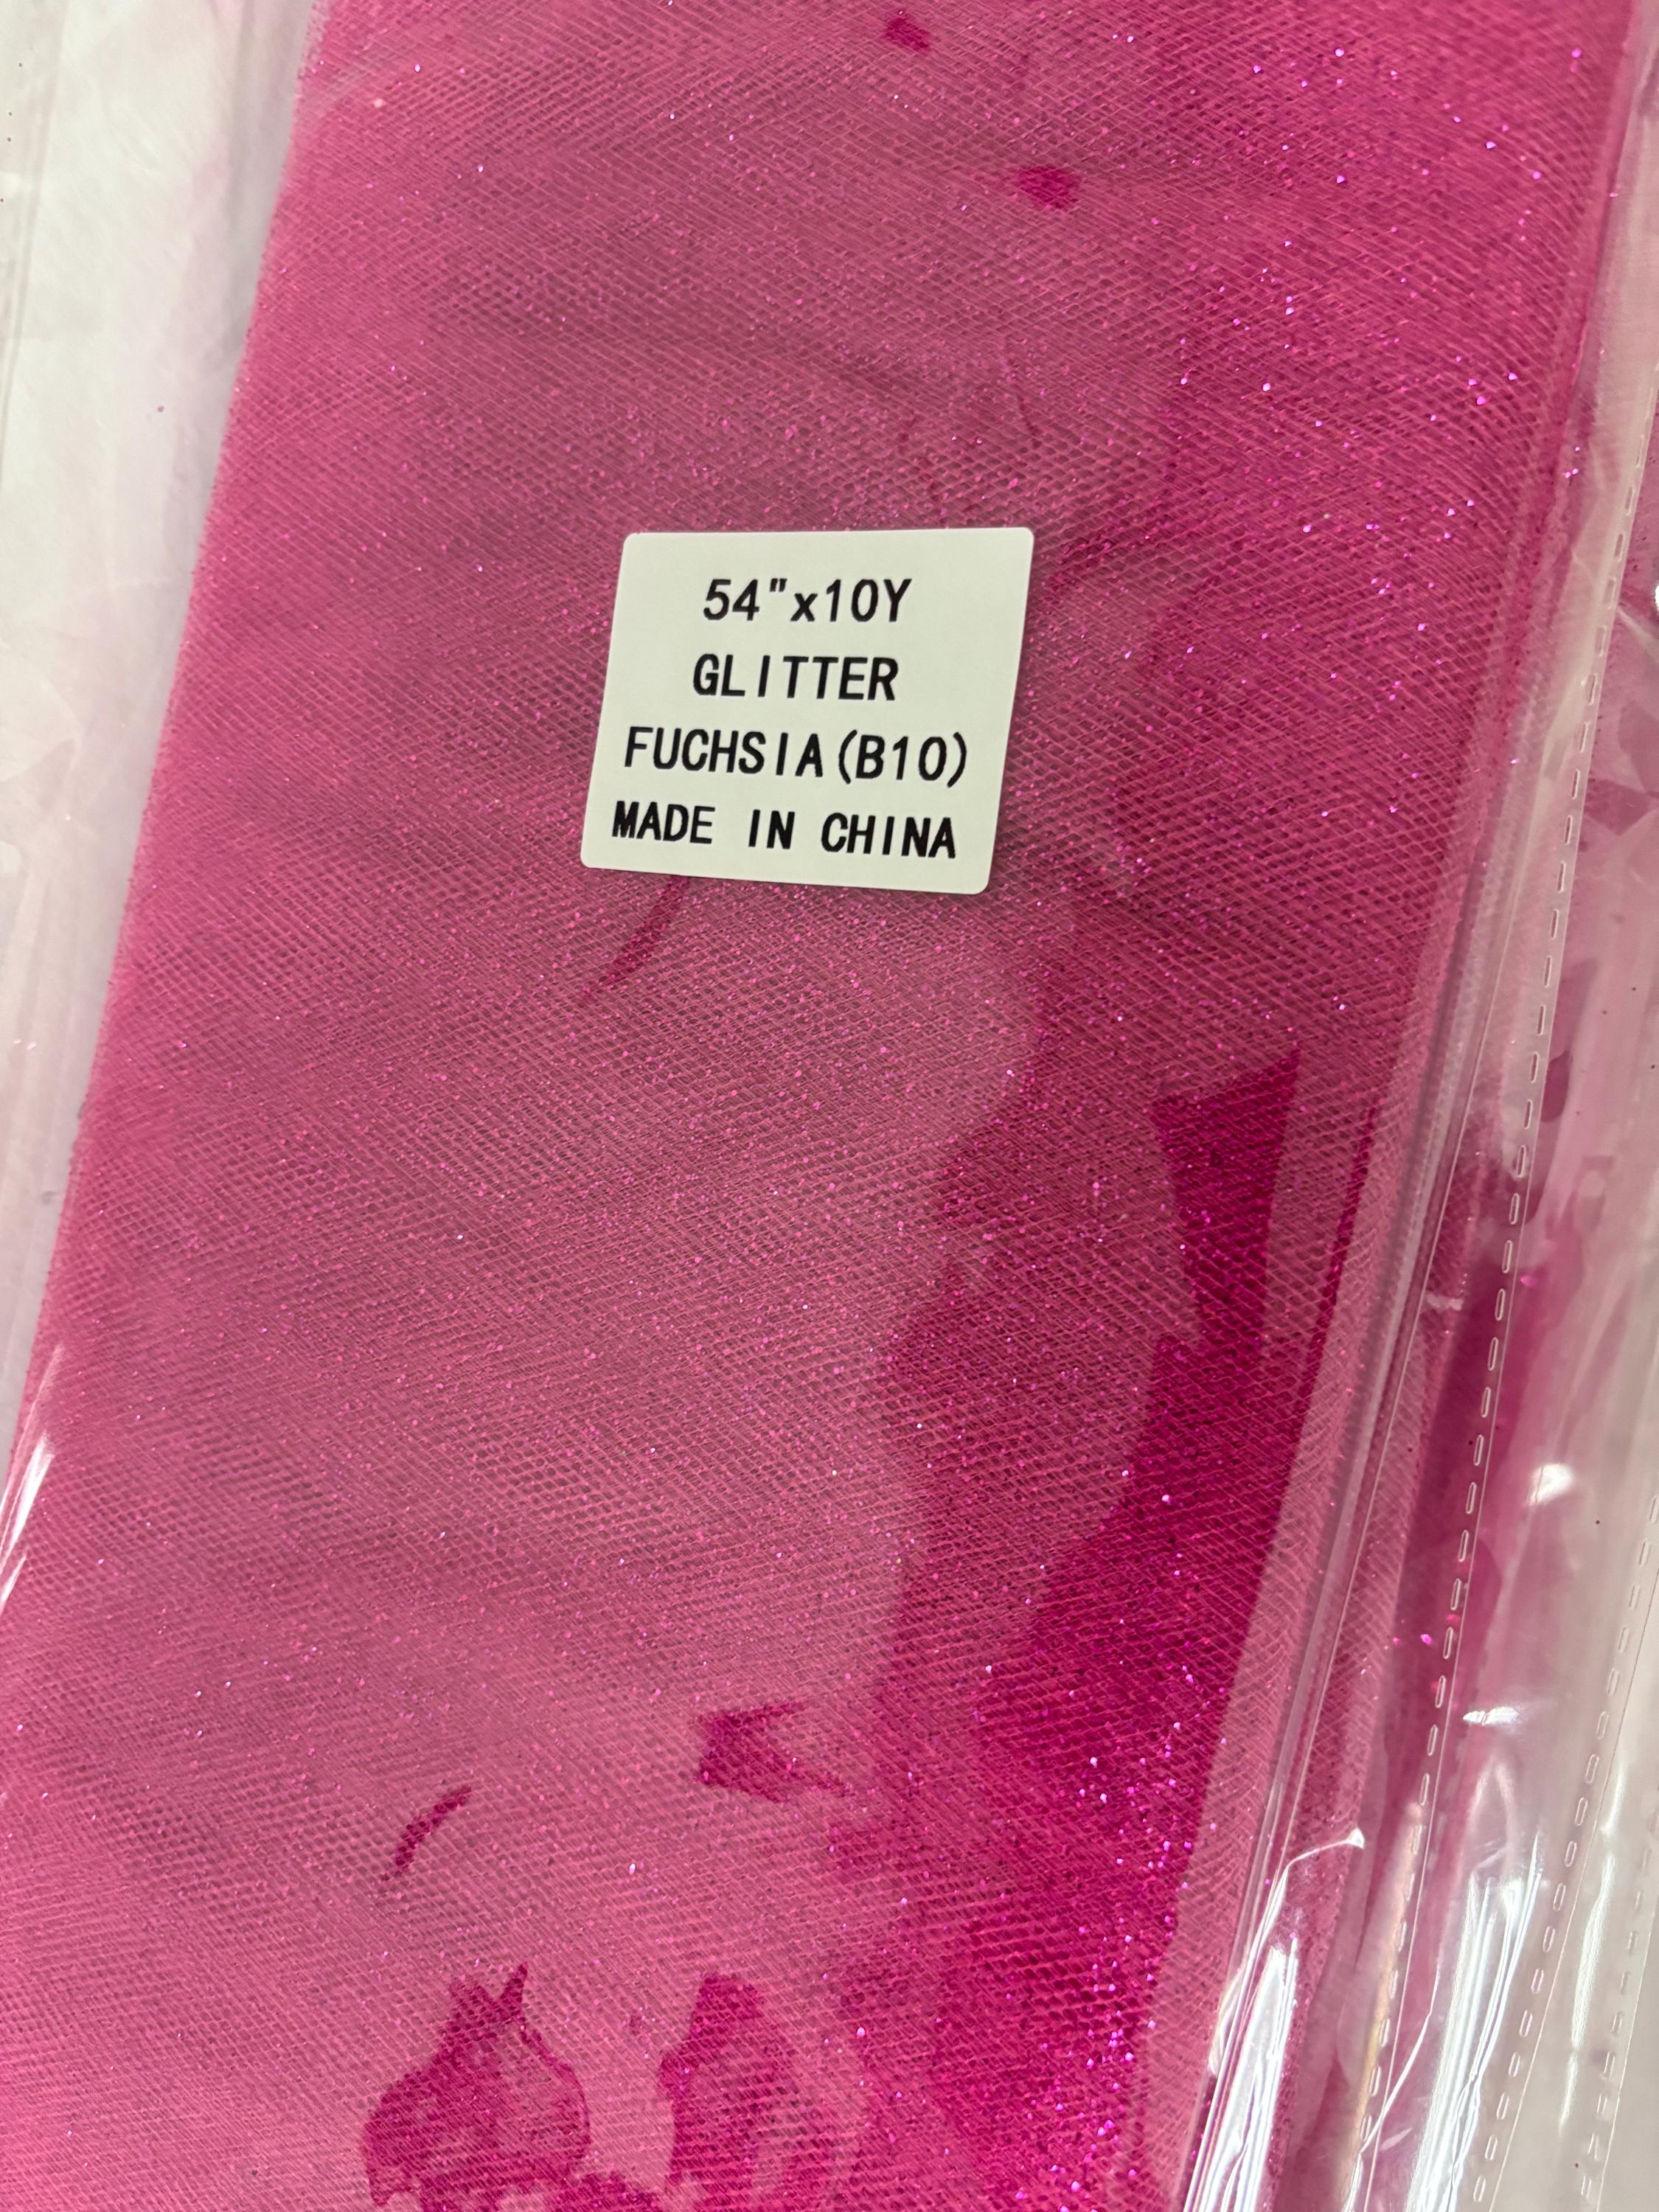 54"x10Y
GLITTER
FUCHSIA(B10)
MADE IN CHINA